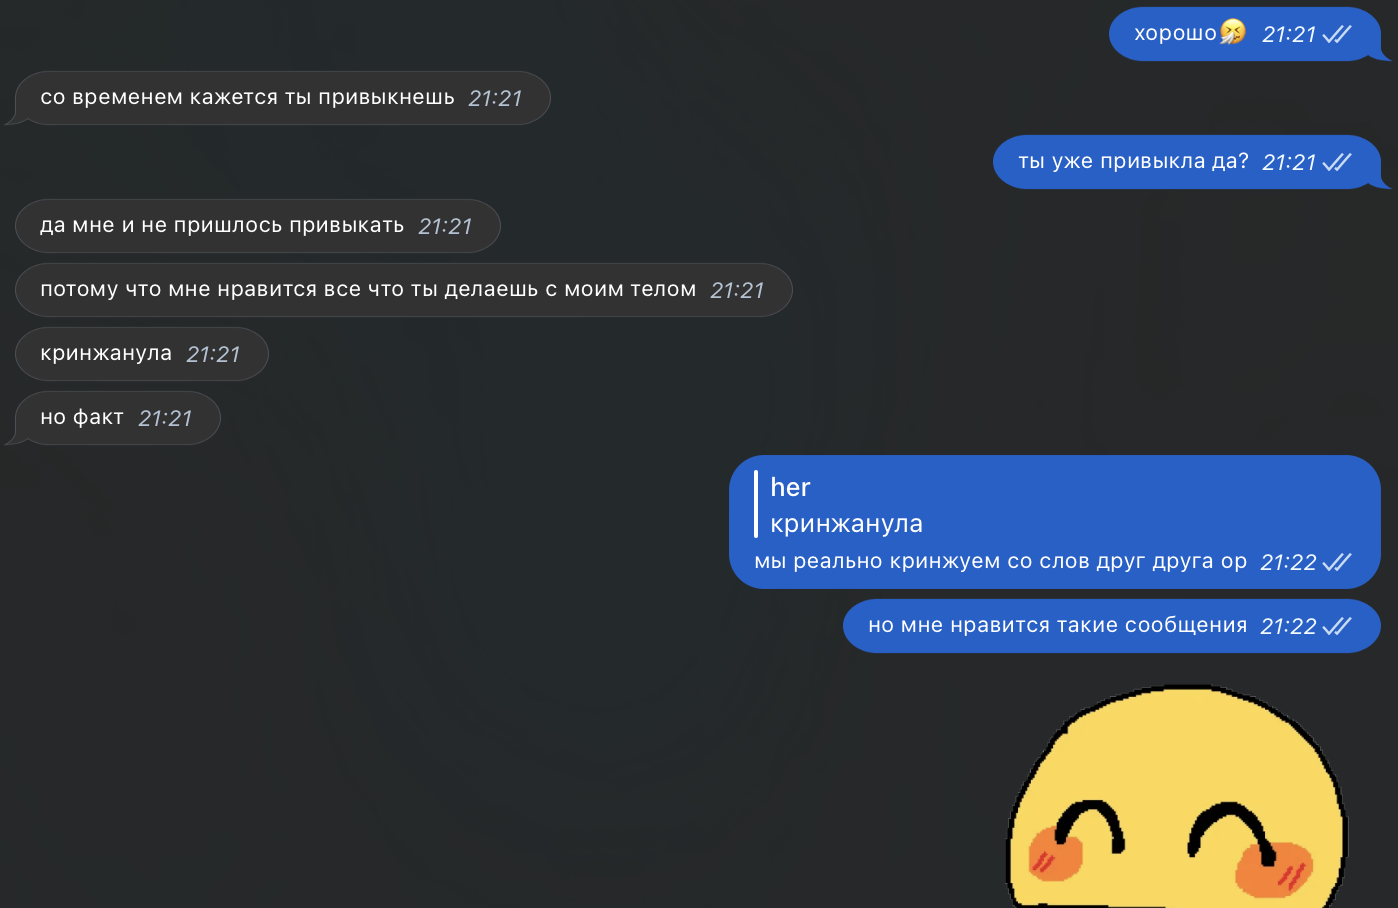 хорошо🤧 21:21
со временем кажется ты привыкнешь 21:21
ты уже привыкла да? 21:21
да мне и не пришлось привыкать 21:21
потому что мне нравится все что ты делаешь с моим телом 21:21
кринжанула 21:21
но факт 21:21
her
кринжанула
мы реально кринжуем со слов друг друга ор 21:22
но мне нравится такие сообщения 21:22